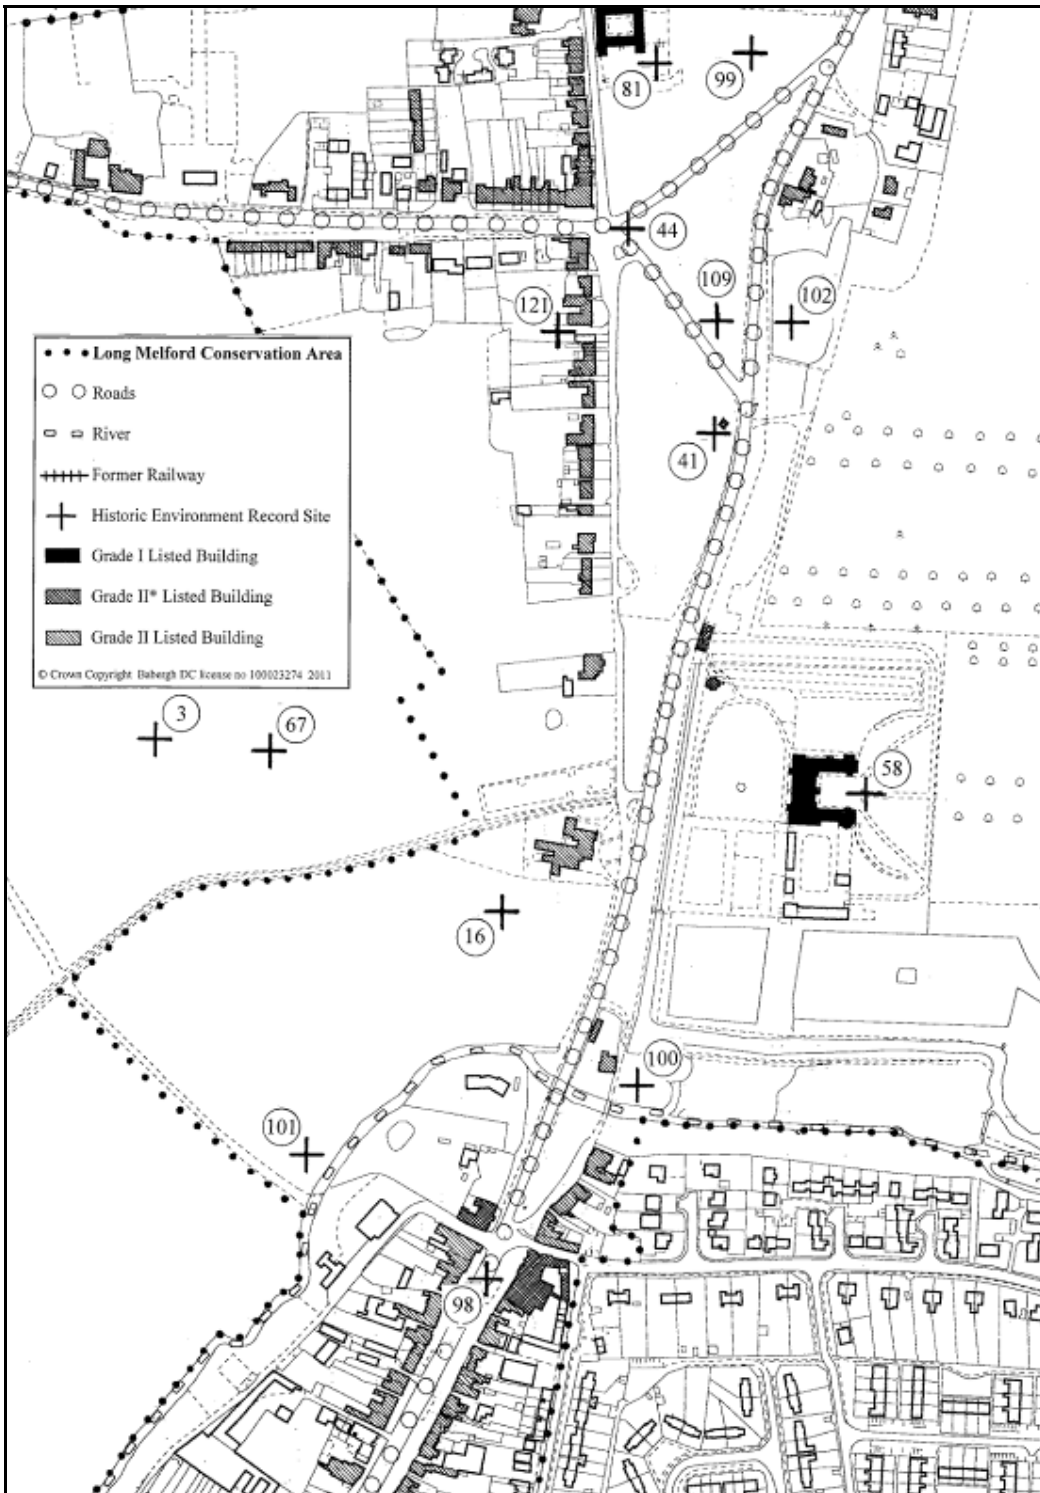 81
99
44
109
102
121
41
Long Melford Conservation Area
Roads
River
Former Railway
Historic Environment Record Site
Grade I Listed Building
Grade II* Listed Building
Grade II Listed Building
© Crown Copyright Babergh DC license no 100023274 2011
3
67
58
16
100
101
98